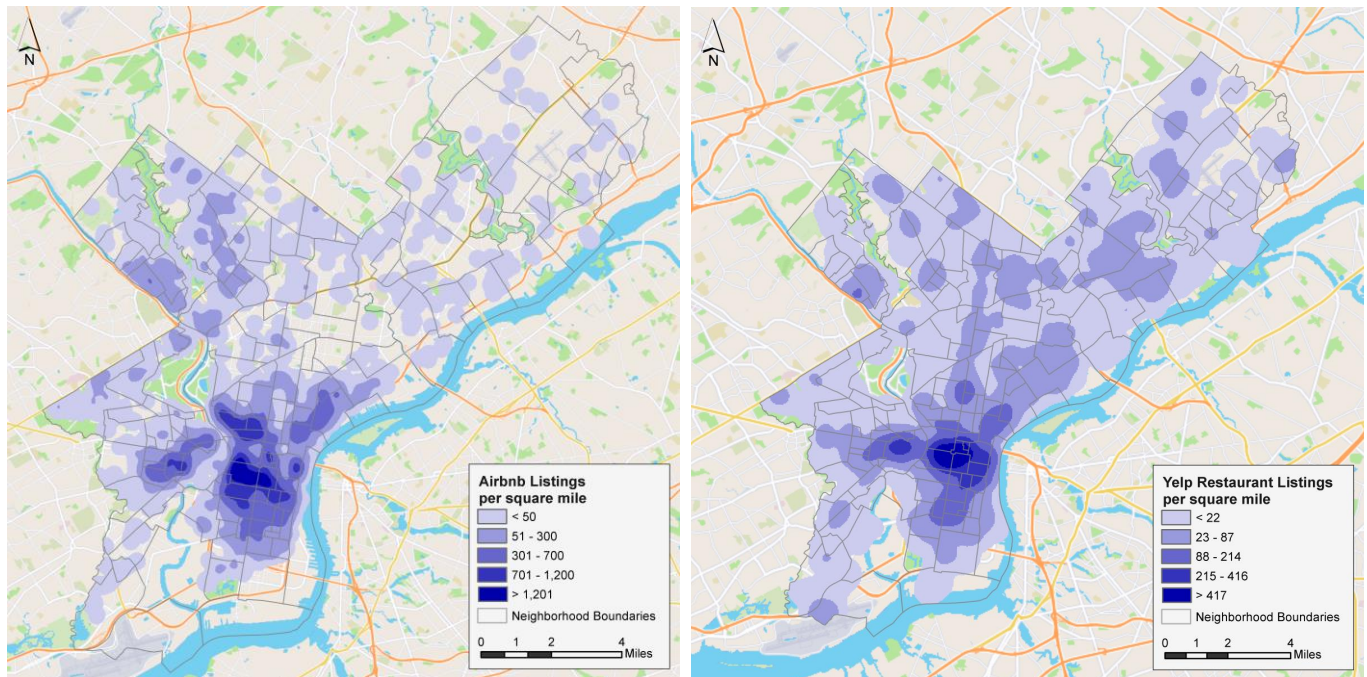 N
Airbnb Listings
per square mile
< 50
51 - 300
301 - 700
701 - 1,200
> 1,201
Neighborhood Boundaries
0 1 2 4
Miles
N
Yelp Restaurant Listings
per square mile
< 22
23 - 87
88 - 214
215 - 416
> 417
Neighborhood Boundaries
0 1 2 4
Miles